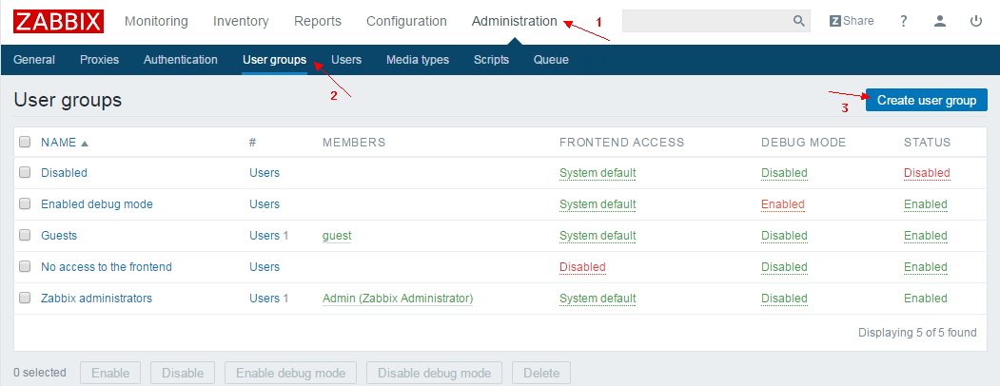 ZABBIX Monitoring Inventory Reports Configuration Administration 1 Z Share ?
General Proxies Authentication User groups Users Media types Scripts Queue
2
User groups 3 Create user group
NAME # MEMBERS FRONTEND ACCESS DEBUG MODE STATUS
Disabled Users System default Disabled Disabled
Enabled debug mode Users System default Enabled Enabled
Guests Users 1 guest System default Disabled Enabled
No access to the frontend Users Disabled Disabled Enabled
Zabbix administrators Users 1 Admin (Zabbix Administrator) System default Disabled Enabled
Displaying 5 of 5 found
0 selected Enable Disable Enable debug mode Disable debug mode Delete